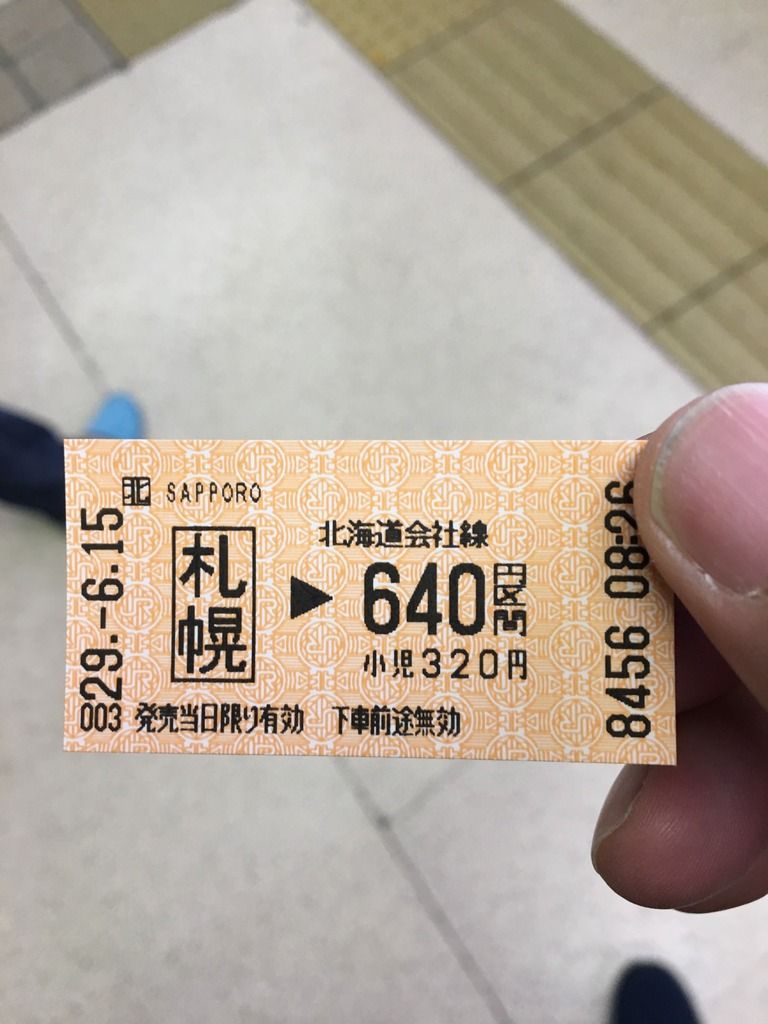 北 SAPPORO
29.-6.15
札幌
北海道会社線
▶ 640円区間
小児320円
003 発売当日限り有効 下車前途無効
8456 08:26